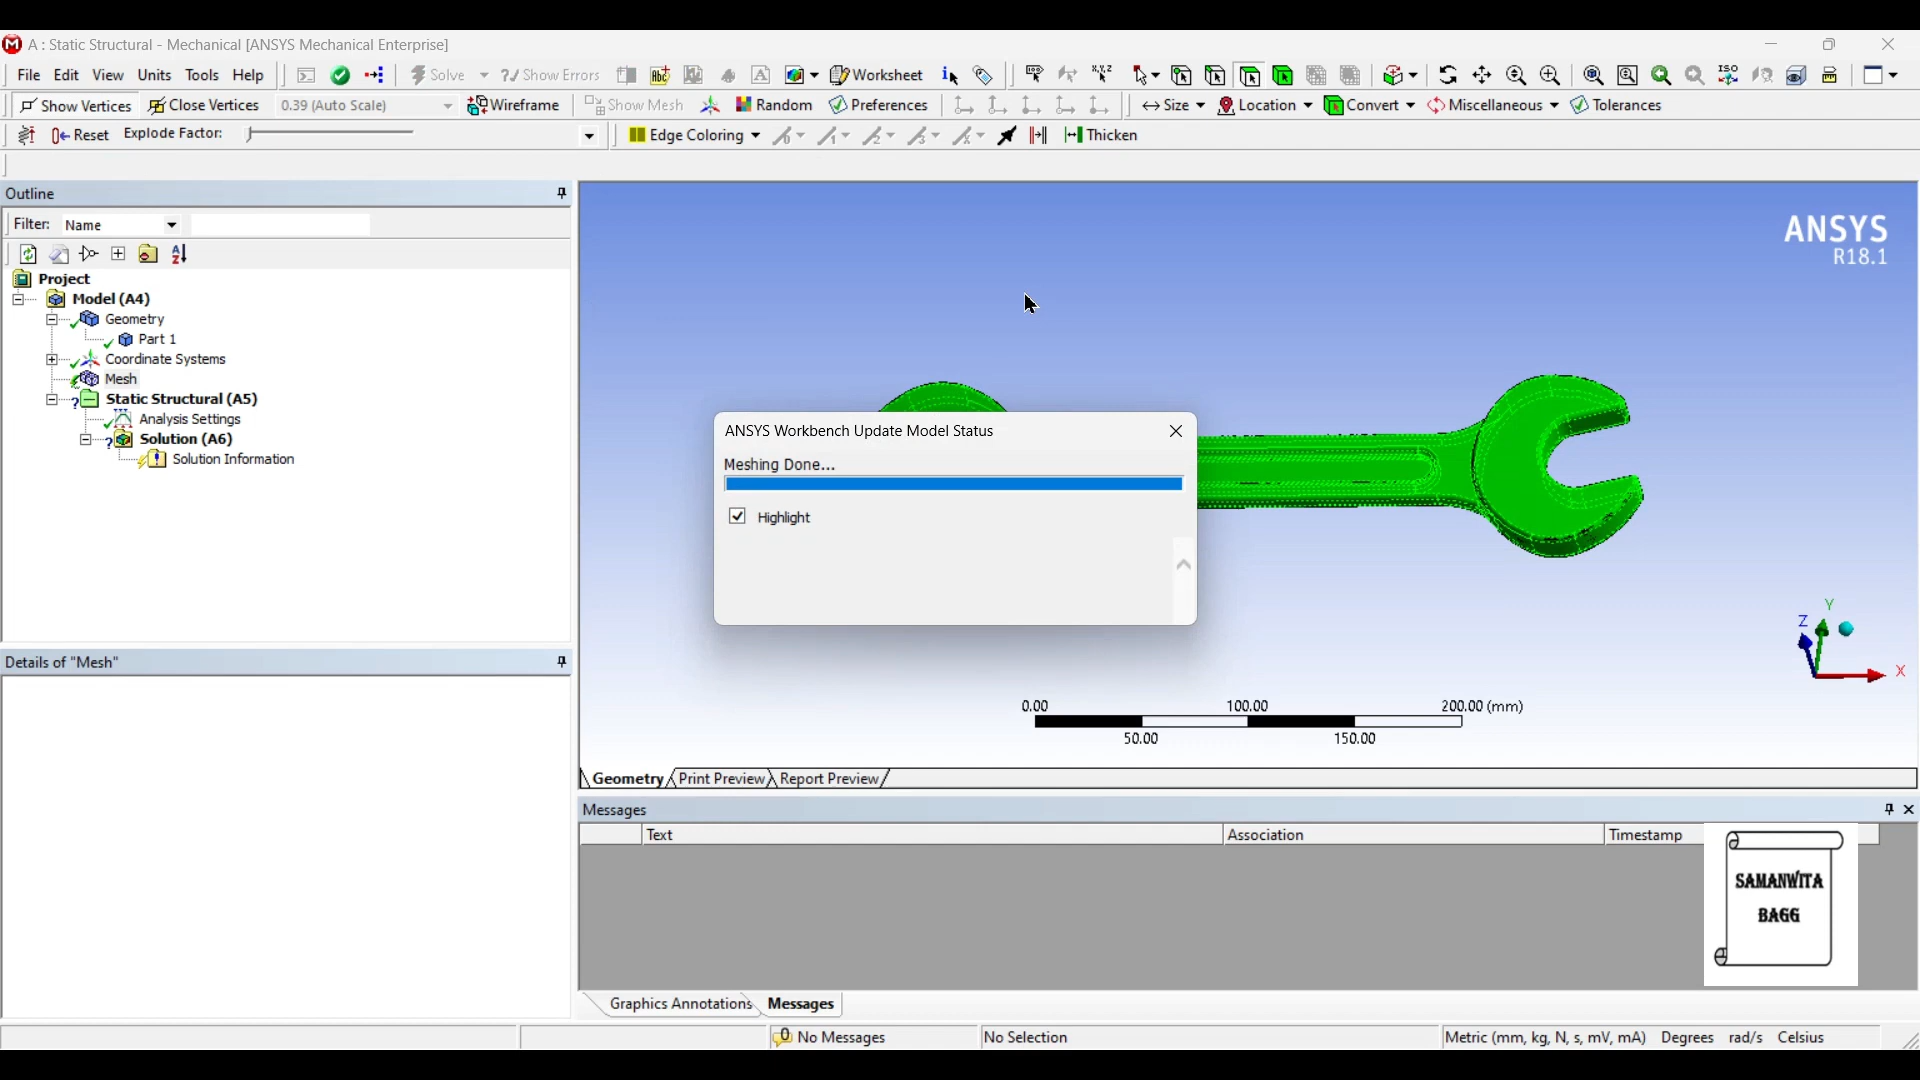 A : Static Structural - Mechanical [ANSYS Mechanical Enterprise]
File Edit View Units Tools Help Solve ?/ Show Errors Worksheet
Show Vertices Close Vertices 0.39 (Auto Scale) Wireframe Show Mesh Random Preferences Size Location Convert Miscellaneous Tolerances
Reset Explode Factor: Edge Coloring Thicken
Outline
Filter: Name
Project
Model (A4)
Geometry
Part 1
Coordinate Systems
Mesh
Static Structural (A5)
Analysis Settings
Solution (A6)
Solution Information
Details of "Mesh"
ANSYS
R18.1
ANSYS Workbench Update Model Status
Meshing Done...
Highlight
Y
Z
X
0.00 100.00 200.00 (mm)
50.00 150.00
Geometry Print Preview Report Preview
Messages
Text Association Timestamp
SAMANWITA
BAGG
Graphics Annotations Messages
No Messages No Selection Metric (mm, kg, N, s, mV, mA) Degrees rad/s Celsius